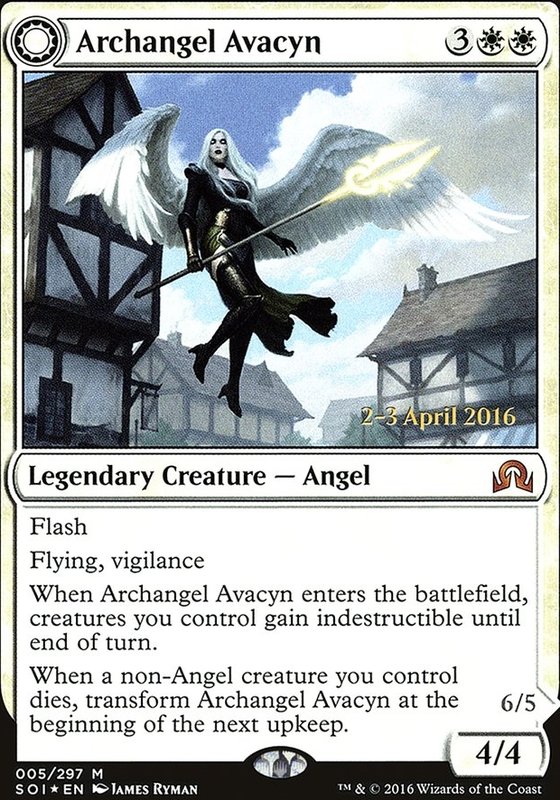 Archangel Avacyn 3
2–3 April 2016
Legendary Creature — Angel
Flash
Flying, vigilance
When Archangel Avacyn enters the battlefield,
creatures you control gain indestructible until
end of turn.
When a non-Angel creature you control
dies, transform Archangel Avacyn at the
beginning of the next upkeep.
6/5
4/4
005/297 M
SOI★EN James Ryman
™ & © 2016 Wizards of the Coast